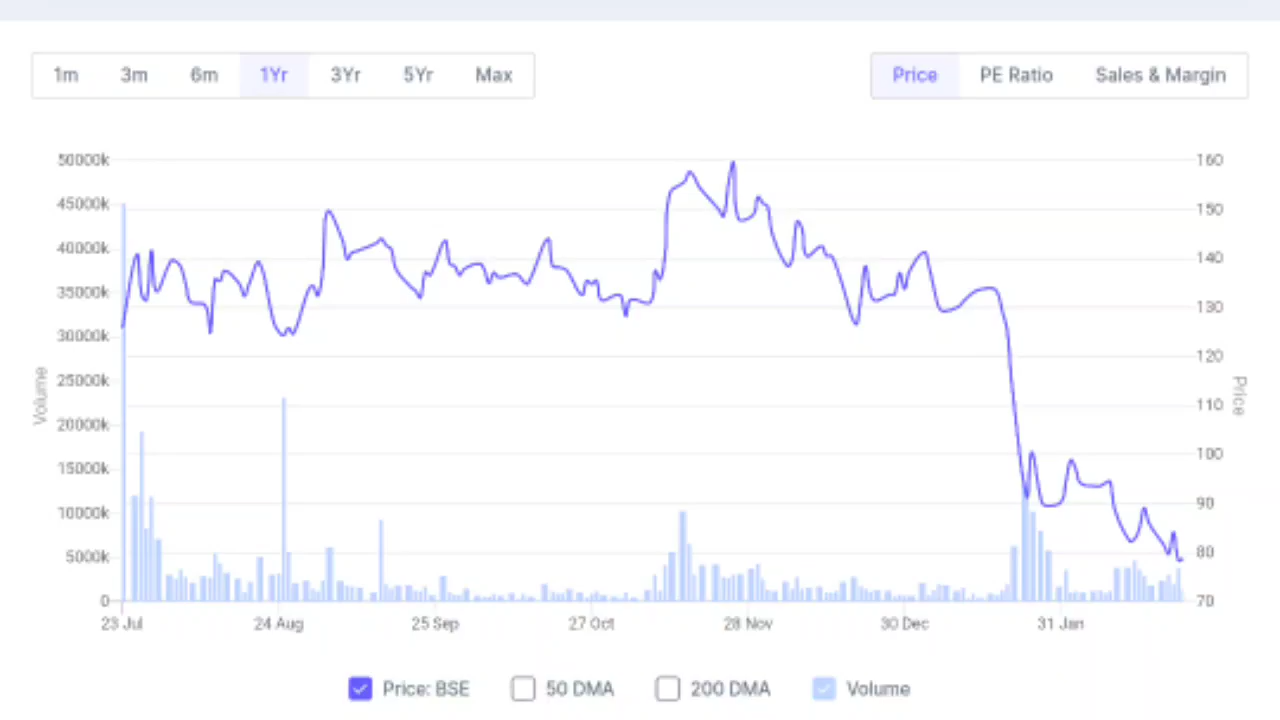 1m 3m 6m 1Yr 3Yr 5Yr Max Price PE Ratio Sales & Margin
50000k 160
45000k 150
40000k 140
35000k 130
30000k 120
25000k 110
20000k 100
15000k 90
10000k 80
5000k 70
0
Volume
Price
23 Jul 24 Aug 25 Sep 27 Oct 28 Nov 30 Dec 31 Jan
Price: BSE 50 DMA 200 DMA Volume